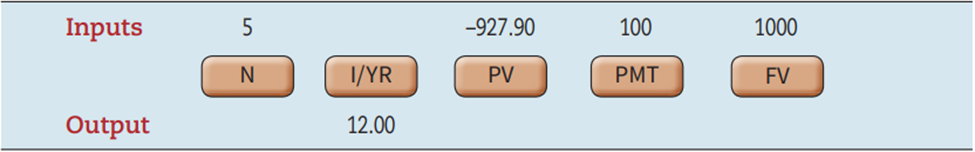 Inputs 5 –927.90 100 1000
N I/YR PV PMT FV
Output 12.00